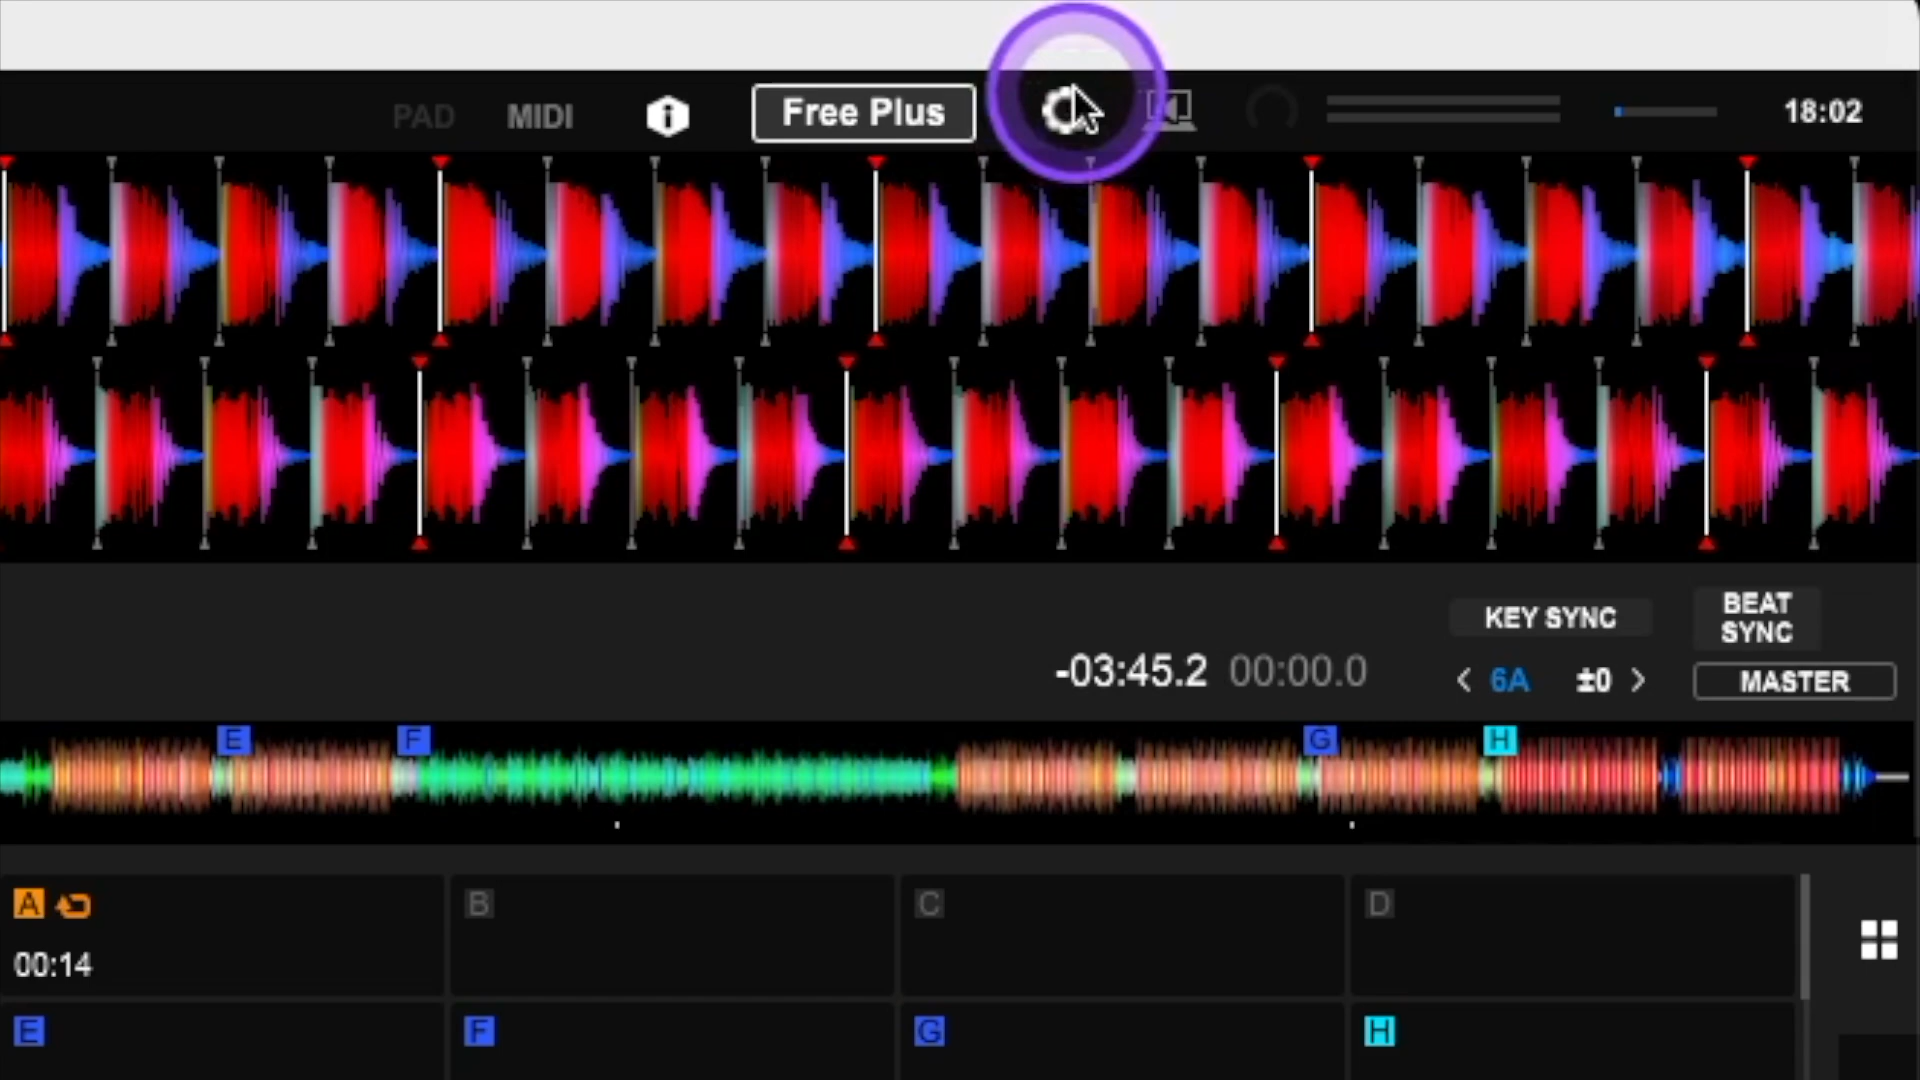 PAD MIDI Free Plus 18:02
KEY SYNC
BEAT
SYNC
-03:45.2 00:00.0
6A ±0
MASTER
E F G H
A B C D
00:14
E F G H